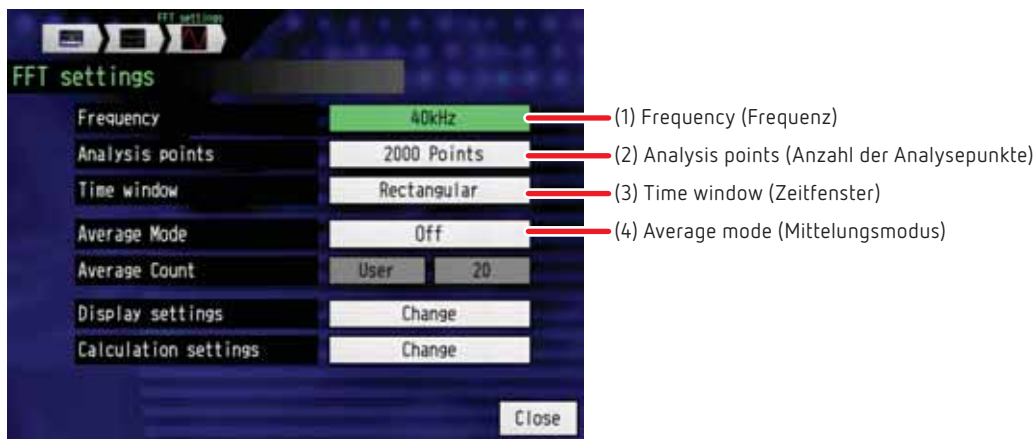 FFT settings
FFT settings
Frequency 40kHz
(1) Frequency (Frequenz)
Analysis points 2000 Points
(2) Analysis points (Anzahl der Analysepunkte)
Time window Rectangular
(3) Time window (Zeitfenster)
Average Mode Off
(4) Average mode (Mittelungsmodus)
Average Count User 20
Display settings Change
Calculation settings Change
Close